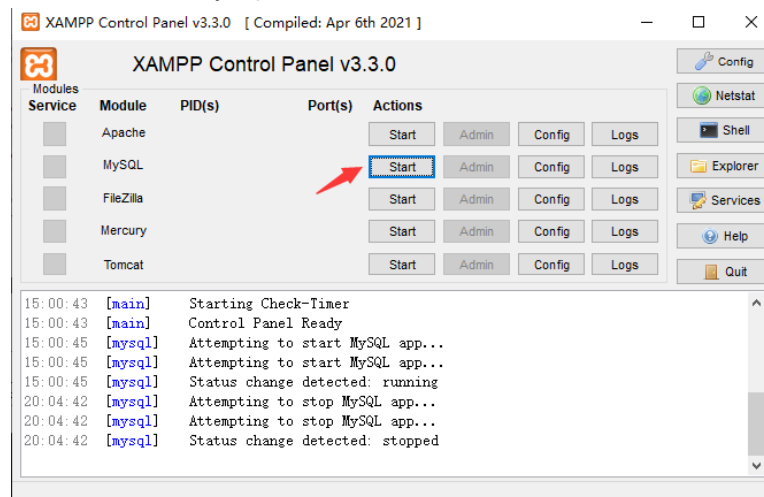 XAMPP Control Panel v3.3.0 [ Compiled: Apr 6th 2021 ]
XAMPP Control Panel v3.3.0
Config
Modules
Netstat
Service Module PID(s) Port(s) Actions
Apache Start Admin Config Logs
Shell
MySQL Start Admin Config Logs
Explorer
FileZilla Start Admin Config Logs
Services
Mercury Start Admin Config Logs
Help
Tomcat Start Admin Config Logs
Quit
15:00:43 [main] Starting Check-Timer
15:00:43 [main] Control Panel Ready
15:00:45 [mysql] Attempting to start MySQL app...
15:00:45 [mysql] Attempting to start MySQL app...
15:00:45 [mysql] Status change detected: running
20:04:42 [mysql] Attempting to stop MySQL app...
20:04:42 [mysql] Attempting to stop MySQL app...
20:04:42 [mysql] Status change detected: stopped